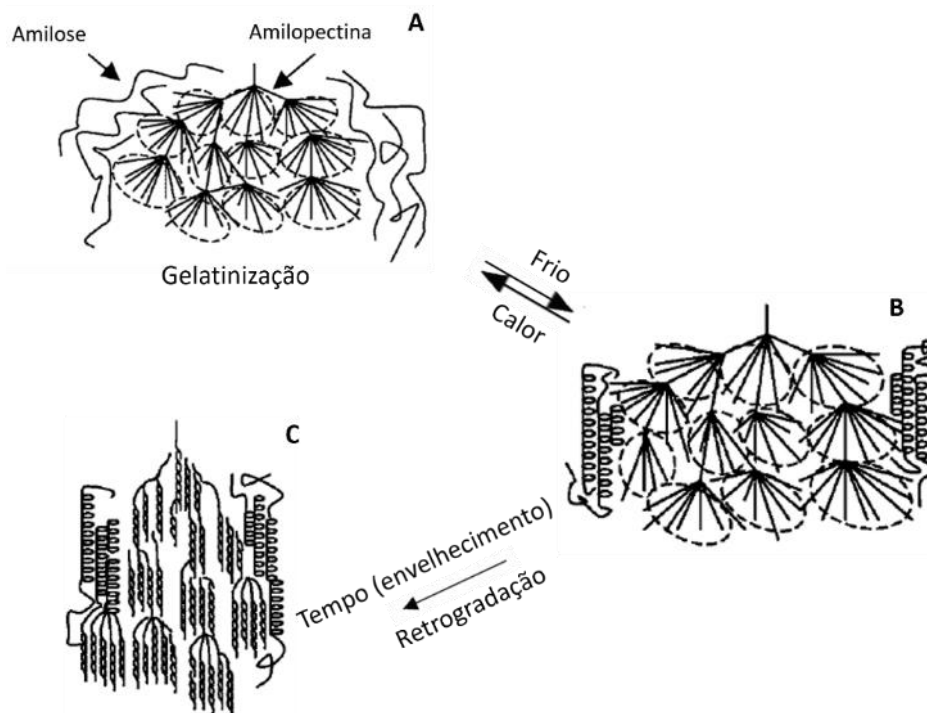 A
Amilose
Amilopectina
Gelatinização
Frio
Calor
B
C
Tempo (envelhecimento)
Retrogradação